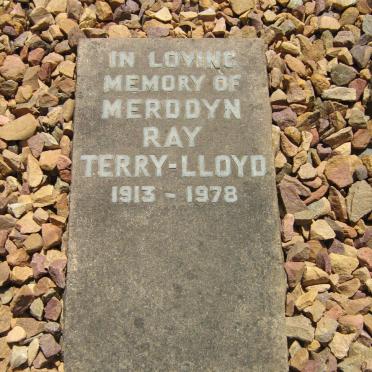 IN LOVING
MEMORY OF
MERDDYN
RAY
TERRY-LLOYD
1913 - 1978